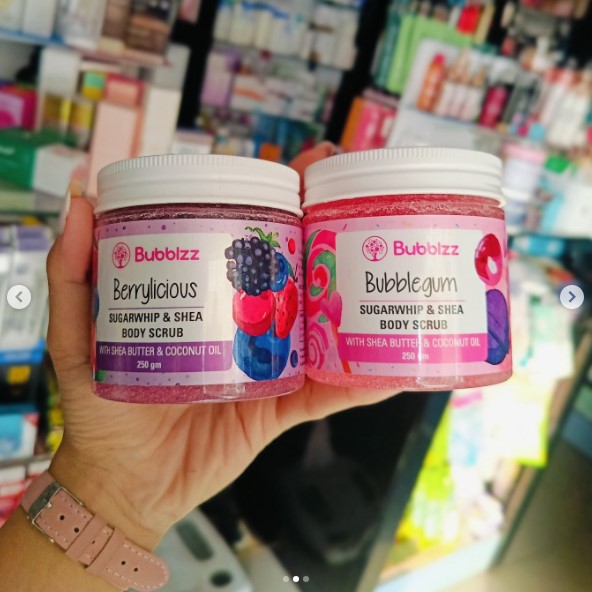 Bubblzz
Berrylicious
SUGARWHIP & SHEA
BODY SCRUB
WITH SHEA BUTTER & COCONUT OIL
250 gm
Bubblzz
Bubblegum
SUGARWHIP & SHEA
BODY SCRUB
WITH SHEA BUTTER & COCONUT OIL
250 gm